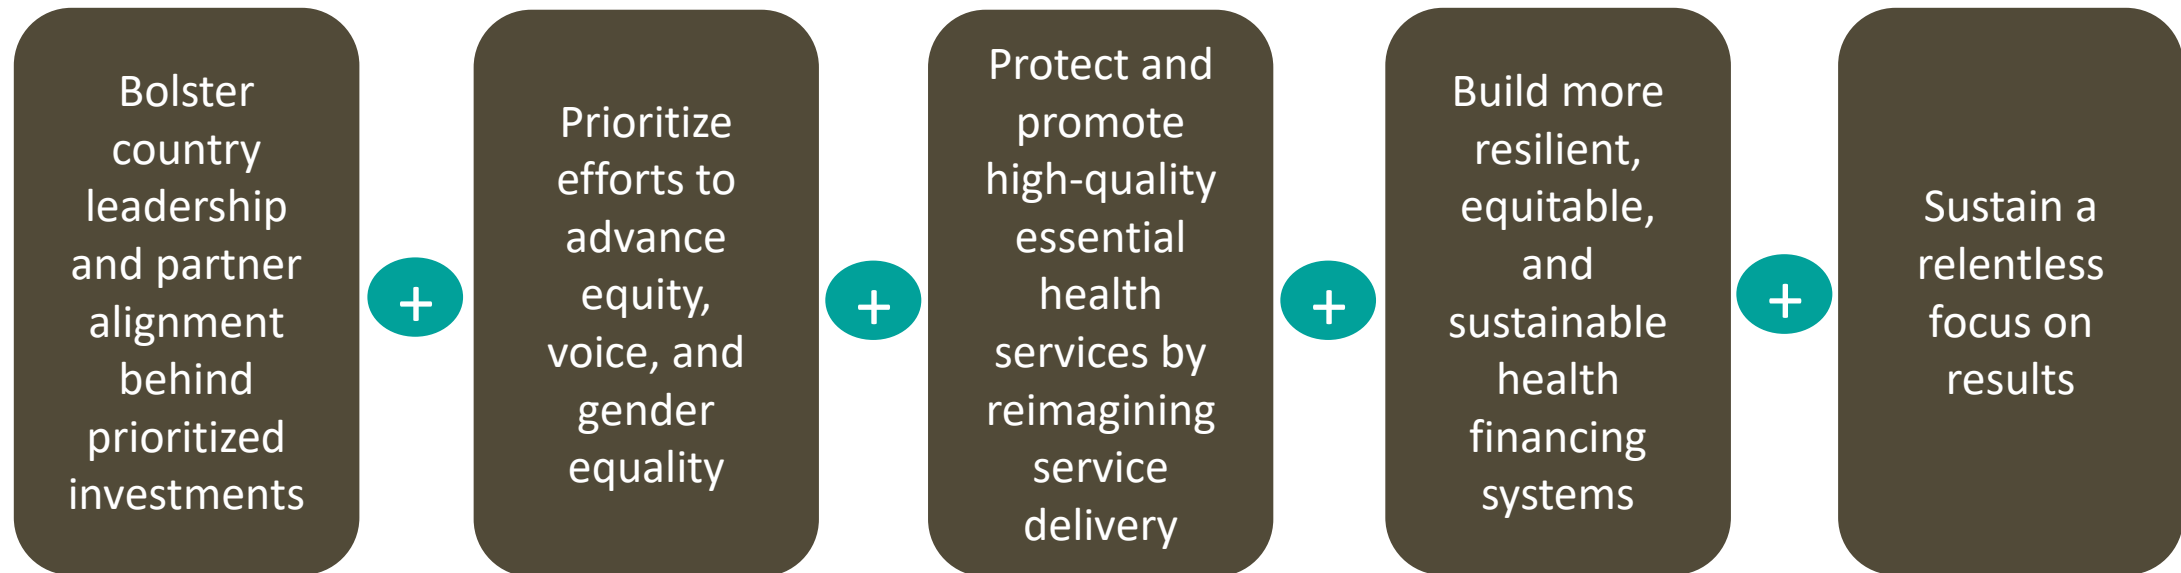 Bolster
country
leadership
and partner
alignment
behind
prioritized
investments
+
Prioritize
efforts to
advance
equity,
voice, and
gender
equality
+
Protect and
promote
high-quality
essential
health
services by
reimagining
service
delivery
+
Build more
resilient,
equitable,
and
sustainable
health
financing
systems
+
Sustain a
relentless
focus on
results